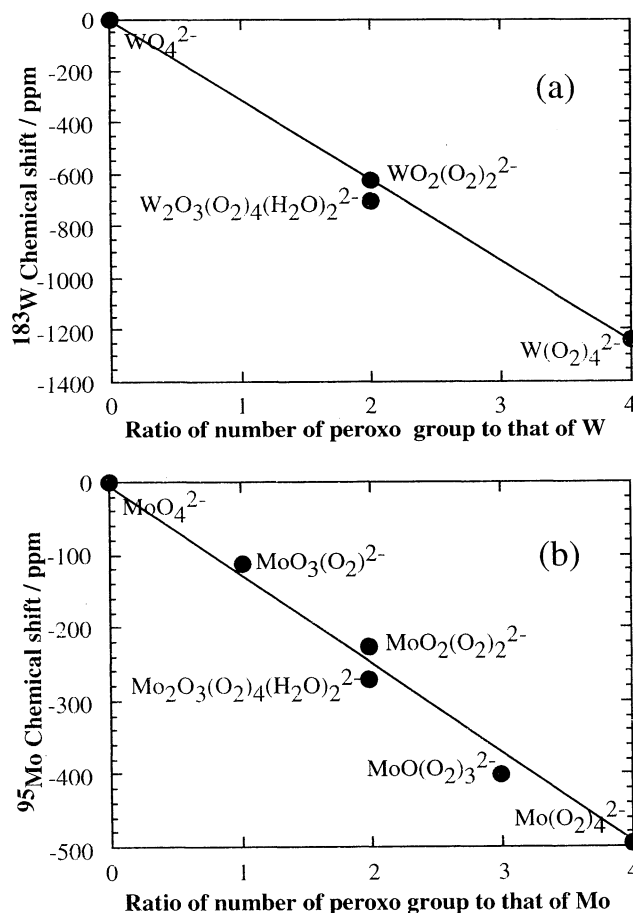 (a)
0
-200
-400
-600
-800
-1000
-1200
-1400
183W Chemical shift / ppm
WO4 2-
WO2(O2)2 2-
W2O3(O2)4(H2O)2 2-
W(O2)4 2-
0 1 2 3 4
Ratio of number of peroxo group to that of W
(b)
0
-100
-200
-300
-400
-500
95Mo Chemical shift / ppm
MoO4 2-
MoO3(O2)2-
MoO2(O2)2 2-
Mo2O3(O2)4(H2O)2 2-
MoO(O2)3 2-
Mo(O2)4 2-
0 1 2 3 4
Ratio of number of peroxo group to that of Mo